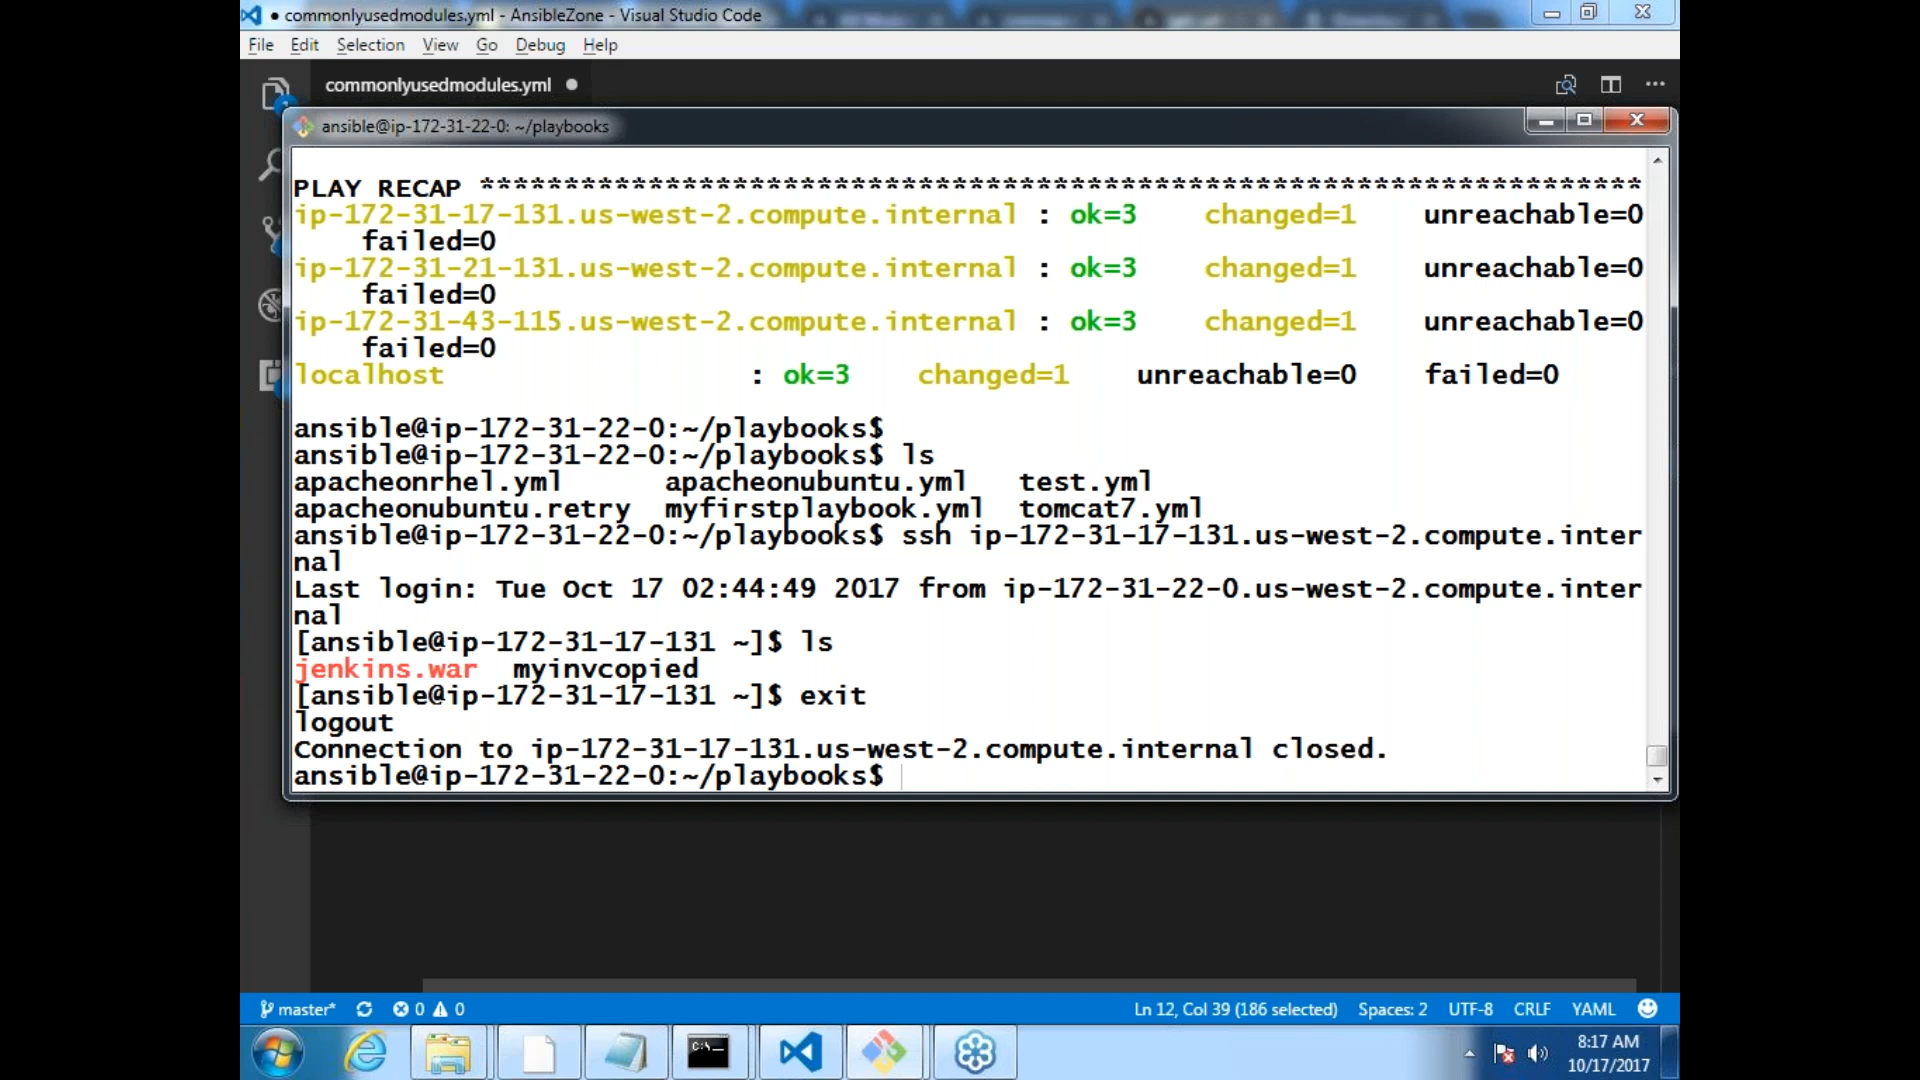 ● commonlyusedmodules.yml - AnsibleZone - Visual Studio Code
File Edit Selection View Go Debug Help
commonlyusedmodules.yml ●
ansible@ip-172-31-22-0: ~/playbooks
PLAY RECAP *********************************************************************
ip-172-31-17-131.us-west-2.compute.internal : ok=3    changed=1    unreachable=0
    failed=0
ip-172-31-21-131.us-west-2.compute.internal : ok=3    changed=1    unreachable=0
    failed=0
ip-172-31-43-115.us-west-2.compute.internal : ok=3    changed=1    unreachable=0
    failed=0
localhost                  : ok=3    changed=1    unreachable=0    failed=0
ansible@ip-172-31-22-0:~/playbooks$
ansible@ip-172-31-22-0:~/playbooks$ ls
apacheonrhel.yml      apacheonubuntu.yml   test.yml
apacheonubuntu.retry  myfirstplaybook.yml  tomcat7.yml
ansible@ip-172-31-22-0:~/playbooks$ ssh ip-172-31-17-131.us-west-2.compute.inter
nal
Last login: Tue Oct 17 02:44:49 2017 from ip-172-31-22-0.us-west-2.compute.inter
nal
[ansible@ip-172-31-17-131 ~]$ ls
jenkins.war  myinvcopied
[ansible@ip-172-31-17-131 ~]$ exit
logout
Connection to ip-172-31-17-131.us-west-2.compute.internal closed.
ansible@ip-172-31-22-0:~/playbooks$
master* 0 0 Ln 12, Col 39 (186 selected) Spaces: 2 UTF-8 CRLF YAML
8:17 AM
10/17/2017